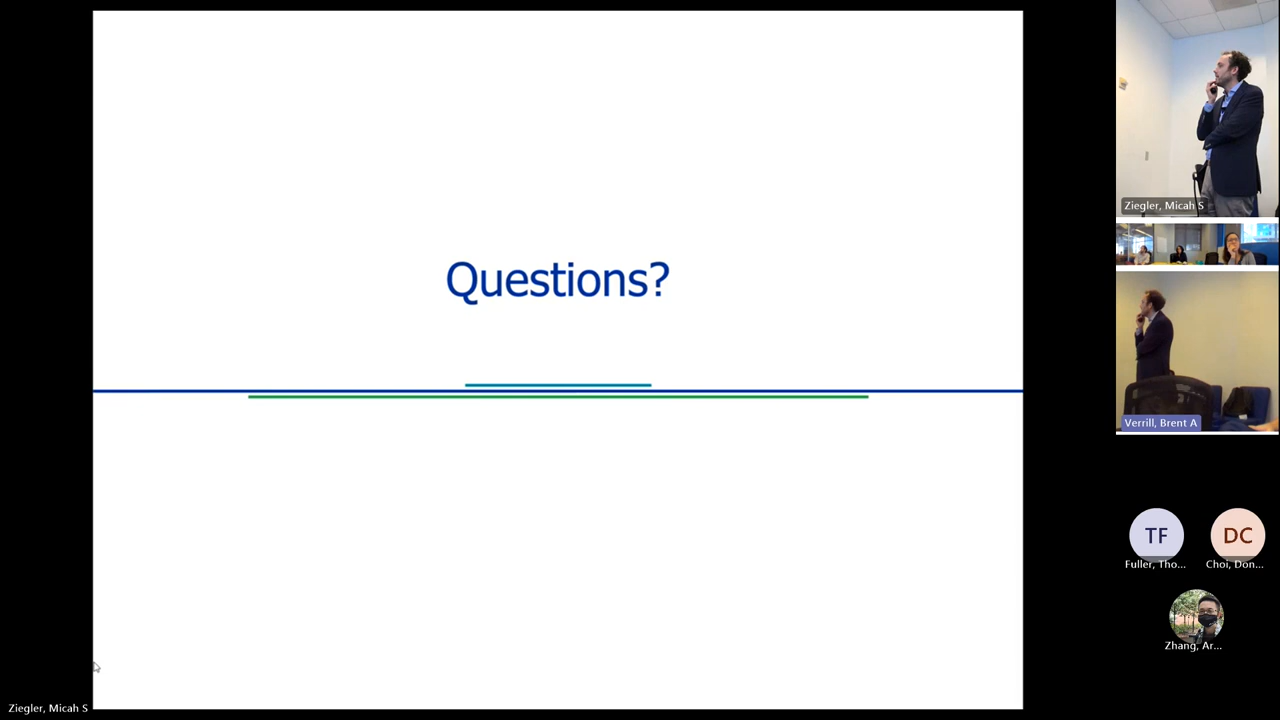 Questions?
Ziegler, Micah S
Verrill, Brent A
TF
DC
Fuller, Tho...
Choi, Don...
Zhang, Ar...
Ziegler, Micah S